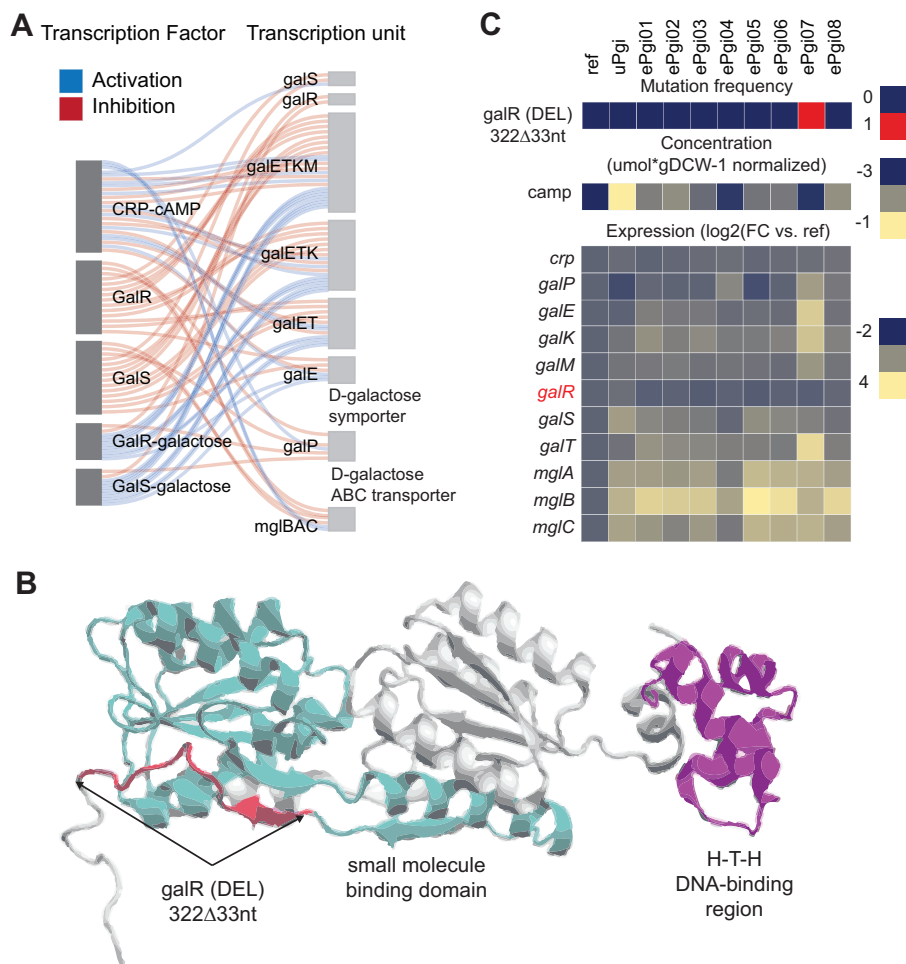 A
Transcription Factor
Transcription unit
Activation
Inhibition
CRP-cAMP
GalR
GalS
GalR-galactose
GalS-galactose
galS
galR
galETKM
galETK
galET
galE
D-galactose
symporter
galP
D-galactose
ABC transporter
mglBAC
C
ref
uPgi
ePgi01
ePgi02
ePgi03
ePgi04
ePgi05
ePgi06
ePgi07
ePgi08
Mutation frequency
galR (DEL)
322Δ33nt
0
1
Concentration
(umol*gDCW-1 normalized)
camp
-3
-1
Expression (log2(FC vs. ref)
crp
galP
galE
galK
galM
galR
galS
galT
mglA
mglB
mglC
-2
4
B
galR (DEL)
322Δ33nt
small molecule
binding domain
H-T-H
DNA-binding
region